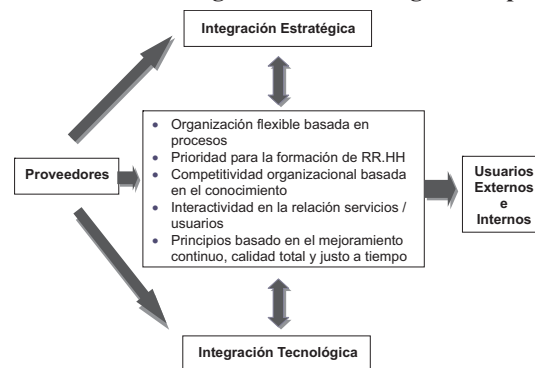 Integración Estratégica
• Organización flexible basada en
procesos
• Prioridad para la formación de RR.HH
• Competitividad organizacional basada
en el conocimiento
• Interactividad en la relación servicios /
usuarios
• Principios basado en el mejoramiento
continuo, calidad total y justo a tiempo
Proveedores
Usuarios
Externos
e
Internos
Integración Tecnológica